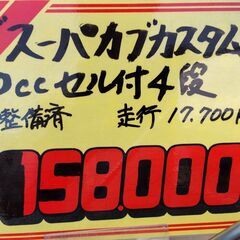 スーパーカブカスタム
0cc セル付4段
整備済 走行 17.700
158.000